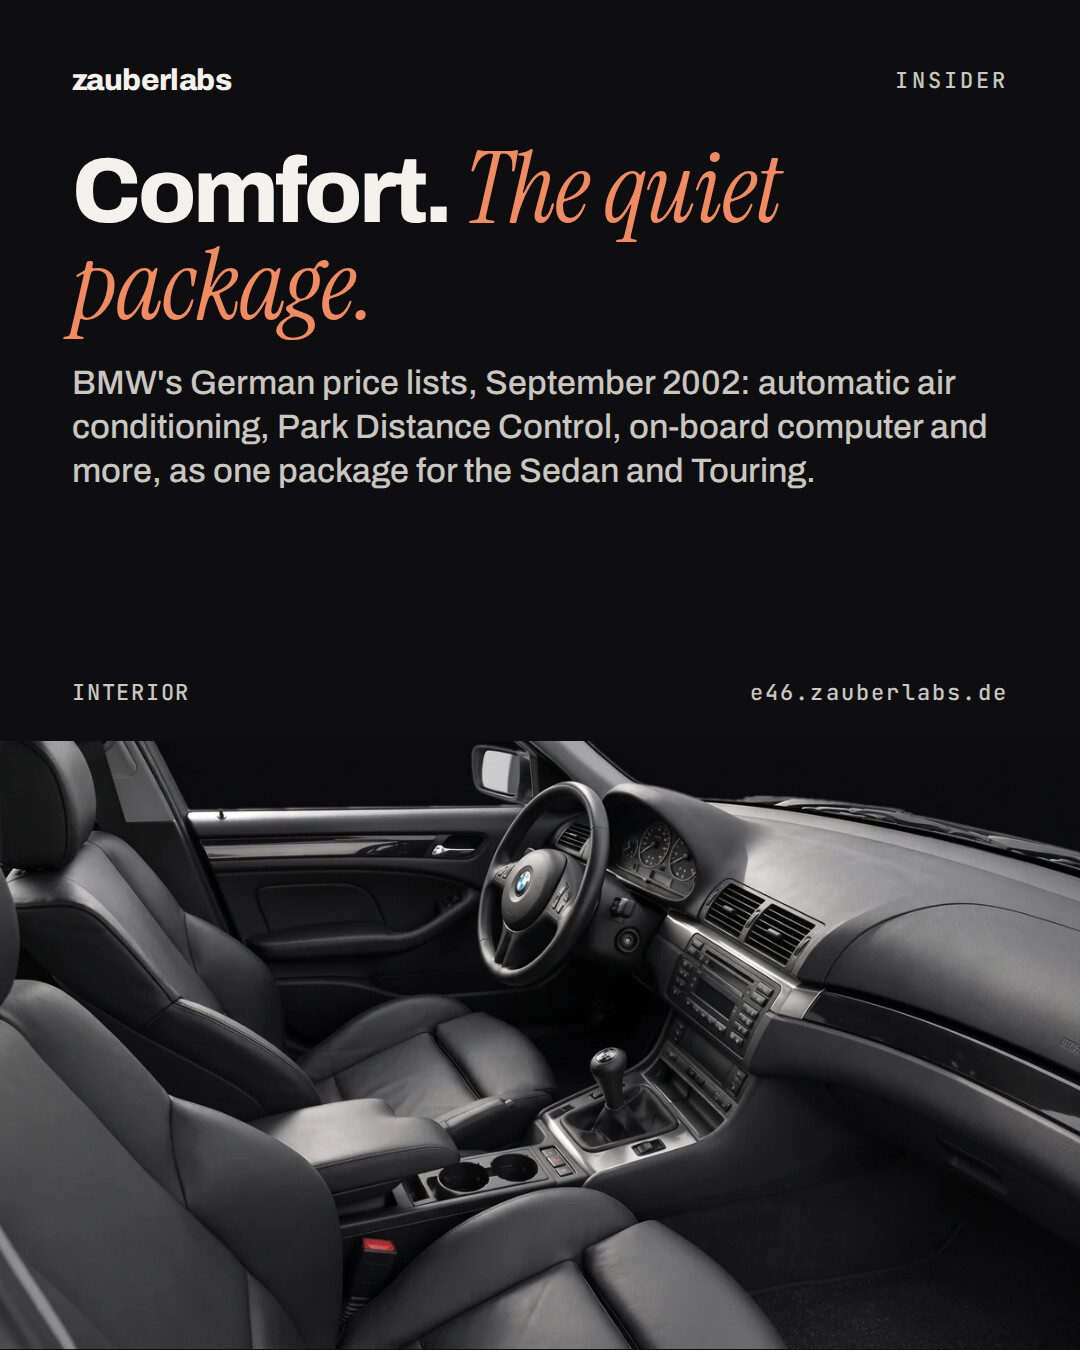 zauberlabs
INSIDER
Comfort. The quiet
package.
BMW's German price lists, September 2002: automatic air
conditioning, Park Distance Control, on-board computer and
more, as one package for the Sedan and Touring.
INTERIOR
e46.zauberlabs.de